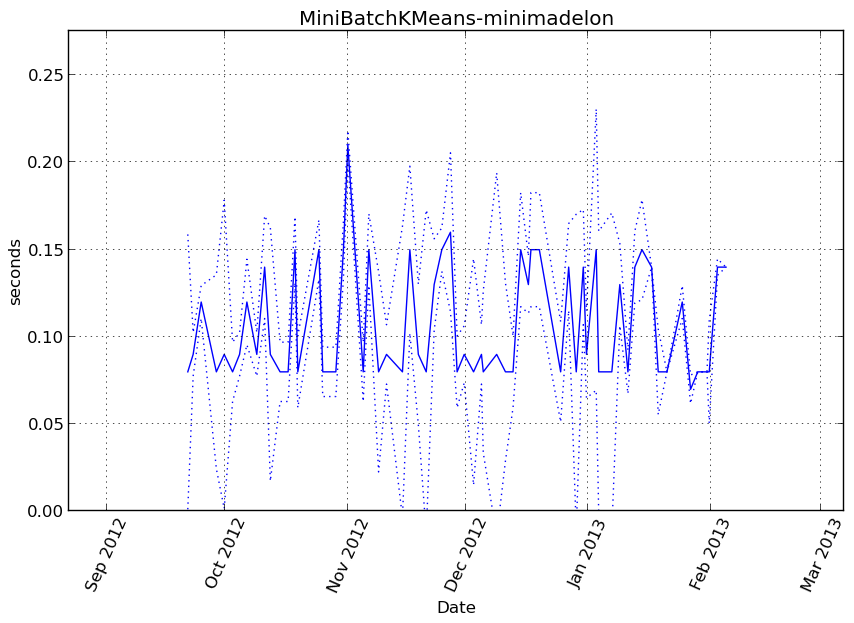 MiniBatchKMeans-minimadelon
0.25
0.20
0.15
0.10
0.05
0.00
seconds
Sep 2012
Oct 2012
Nov 2012
Dec 2012
Jan 2013
Feb 2013
Mar 2013
Date